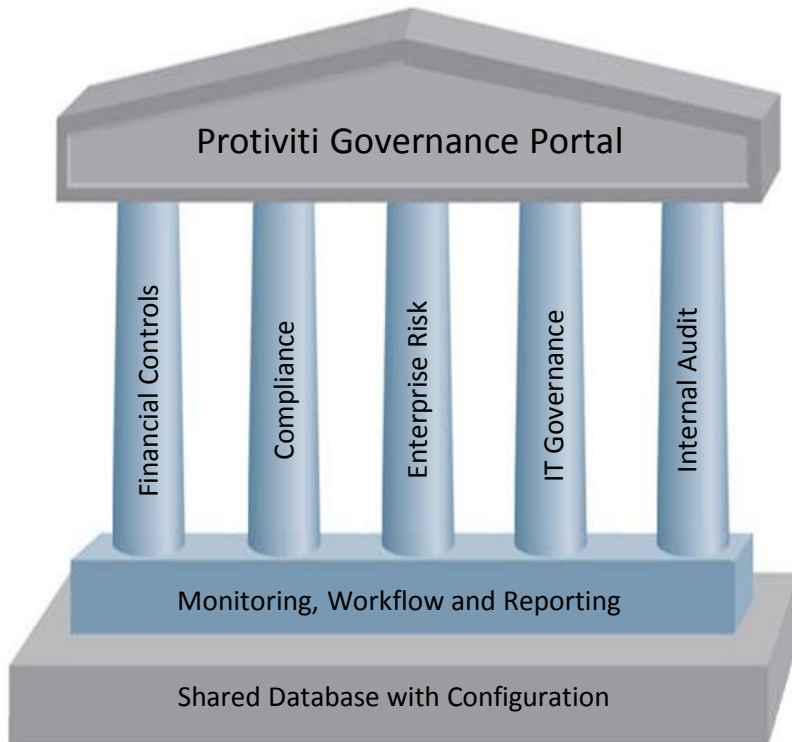 Protiviti Governance Portal
Financial Controls
Compliance
Enterprise Risk
IT Governance
Internal Audit
Monitoring, Workflow and Reporting
Shared Database with Configuration